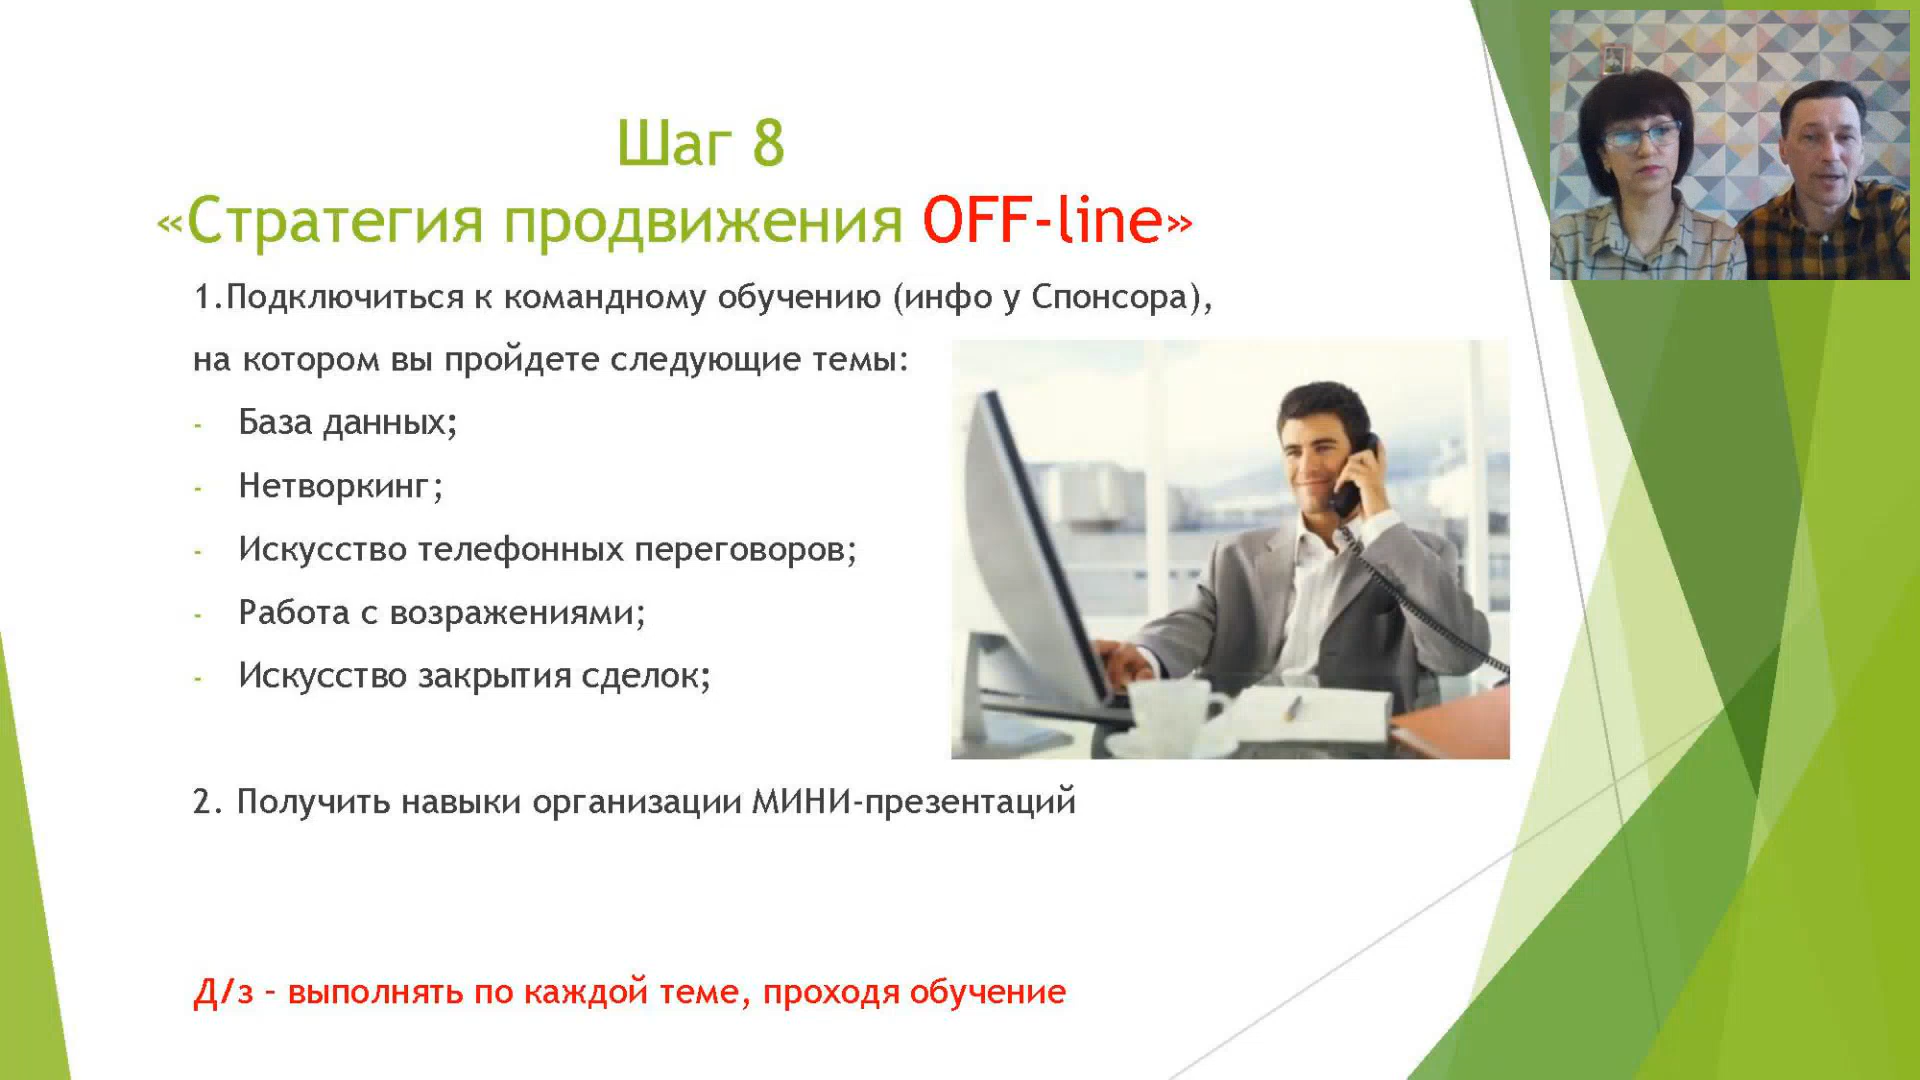 Шаг 8
«Стратегия продвижения OFF-line»
1.Подключиться к командному обучению (инфо у Спонсора),
на котором вы пройдете следующие темы:
- База данных;
- Нетворкинг;
- Искусство телефонных переговоров;
- Работа с возражениями;
- Искусство закрытия сделок;
2. Получить навыки организации МИНИ-презентаций
Д/з – выполнять по каждой теме, проходя обучение